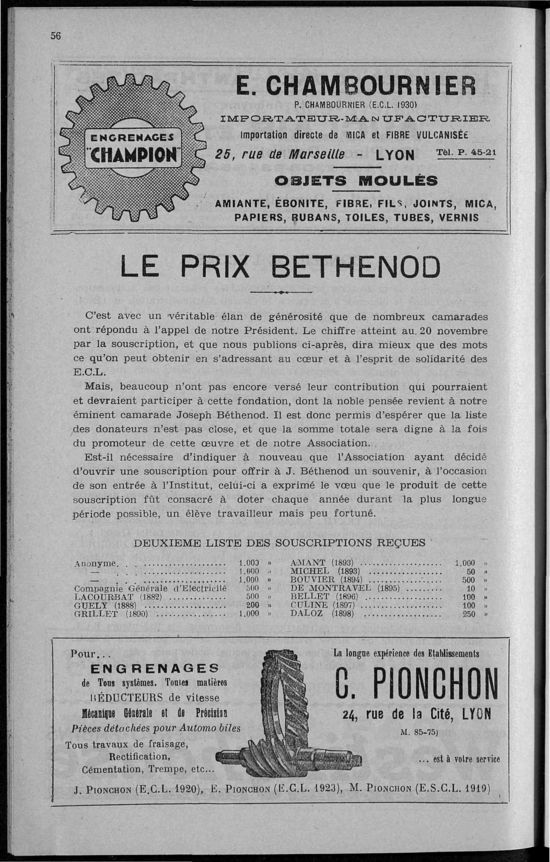 56
E. CHAMBOURNIER
P. CHAMBOURNIER (E.C.L. 1930)
IMPORTATEUR-MANUFACTURIER
Importation directe de MICA et FIBRE VULCANISÉE
25, rue de Marseille - LYON Tél. P. 45-21
OBJETS MOULÉS
AMIANTE, ÉBONITE, FIBRE, FILS, JOINTS, MICA,
PAPIERS, RUBANS, TOILES, TUBES, VERNIS
ENGRENAGES
"CHAMPION"
LE PRIX BETHENOD
C'est avec un véritable élan de générosité que de nombreux camarades
ont répondu à l'appel de notre Président. Le chiffre atteint au 20 novembre
par la souscription, et que nous publions ci-après, dira mieux que des mots
ce qu'on peut obtenir en s'adressant au cœur et à l'esprit de solidarité des
E.C.L.
Mais, beaucoup n'ont pas encore versé leur contribution qui pourraient
et devraient participer à cette fondation, dont la noble pensée revient à notre
éminent camarade Joseph Béthenod. Il est donc permis d'espérer que la liste
des donateurs n'est pas close, et que la somme totale sera digne à la fois
du promoteur de cette œuvre et de notre Association.
Est-il nécessaire d'indiquer à nouveau que l'Association ayant décidé
d'ouvrir une souscription pour offrir à J. Béthenod un souvenir, à l'occasion
de son entrée à l'Institut, celui-ci a exprimé le vœu que le produit de cette
souscription fût consacré à doter chaque année durant la plus longue
période possible, un élève travailleur mais peu fortuné.
DEUXIEME LISTE DES SOUSCRIPTIONS REÇUES
Anonyme. .................... 1.000 »
— .................... 1.000 »
— .................... 1.000 »
Compagnie Générale d'Electricité 500 »
LACOURBAT (1882) ................ 500 »
GUELY (1888) ................ 200 »
GRILLET (1890) ................ 1.000 »
AMANT (1893) .................... 1.000 »
MICHEL (1893) .................... 50 »
BOUVIER (1894) .................... 500 »
DE MONTRAVEL (1895) ......... 10 »
BELLET (1896) .................... 100 »
CULINE (1897) .................... 100 »
DALOZ (1898) .................... 250 »
Pour...
ENGRENAGES
de Tous systèmes. Toutes matières
RÉDUCTEURS de vitesse
Mécanique Générale et de Précision
Pièces détachées pour Automobiles
Tous travaux de fraisage,
Rectification,
Cémentation, Trempe, etc...
La longue expérience des Etablissements
C. PIONCHON
24, rue de la Cité, LYON
M. 85-75)
... est à votre service
J. PIONCHON (E.C.L. 1920), E. PIONCHON (E.C.L. 1923), M. PIONCHON (E.S.C.L. 1919)